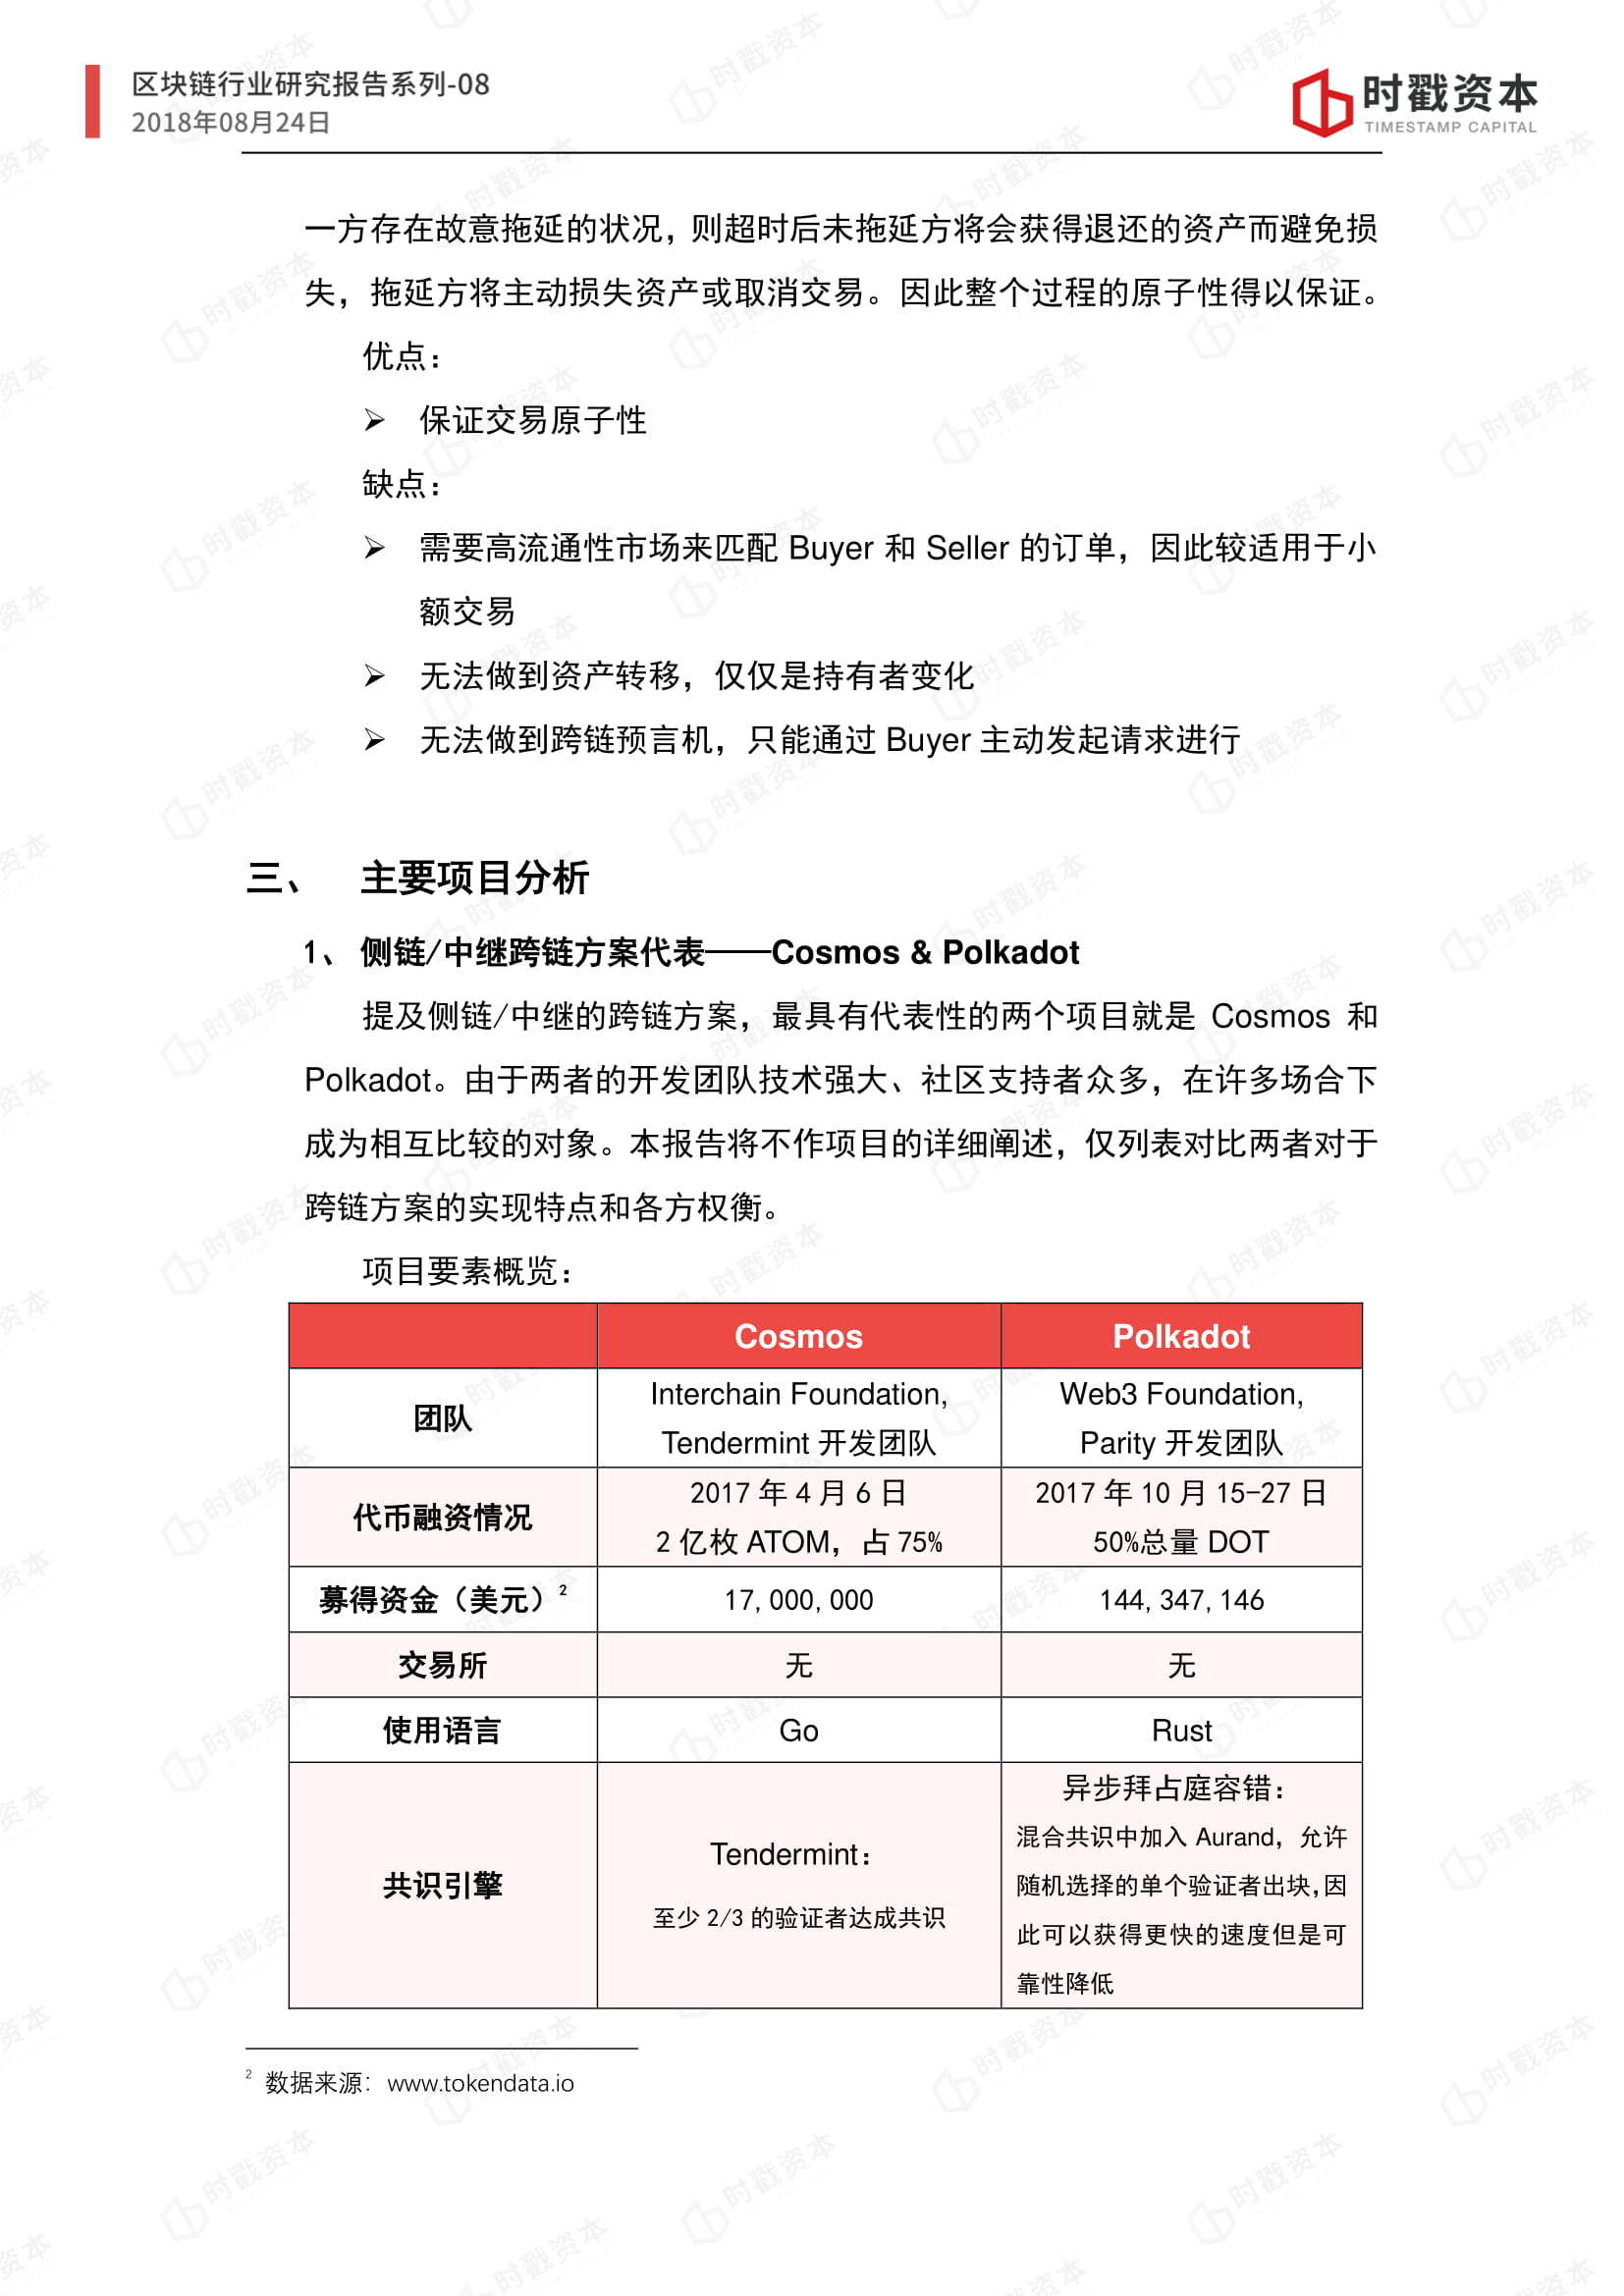 区块链行业研究报告系列-08
2018年08月24日
时戳资本
TIMESTAMP CAPITAL
一方存在故意拖延的状况，则超时后未拖延方将会获得退还的资产而避免损
失，拖延方将主动损失资产或取消交易。因此整个过程的原子性得以保证。
优点：
➢ 保证交易原子性
缺点：
➢ 需要高流通性市场来匹配 Buyer 和 Seller 的订单，因此较适用于小
额交易
➢ 无法做到资产转移，仅仅是持有者变化
➢ 无法做到跨链预言机，只能通过 Buyer 主动发起请求进行
三、 主要项目分析
1、 侧链/中继跨链方案代表——Cosmos & Polkadot
提及侧链/中继的跨链方案，最具有代表性的两个项目就是 Cosmos 和
Polkadot。由于两者的开发团队技术强大、社区支持者众多，在许多场合下
成为相互比较的对象。本报告将不作项目的详细阐述，仅列表对比两者对于
跨链方案的实现特点和各方权衡。
项目要素概览：
Cosmos Polkadot
团队
Interchain Foundation,
Tendermint 开发团队
Web3 Foundation,
Parity 开发团队
代币融资情况
2017 年 4 月 6 日
2 亿枚 ATOM，占 75%
2017 年 10 月 15-27 日
50%总量 DOT
募得资金（美元）2 17,000,000 144,347,146
交易所 无 无
使用语言 Go Rust
共识引擎
Tendermint：
至少 2/3 的验证者达成共识
异步拜占庭容错：
混合共识中加入 Aurand，允许
随机选择的单个验证者出块，因
此可以获得更快的速度但是可
靠性降低
2 数据来源：www.tokendata.io